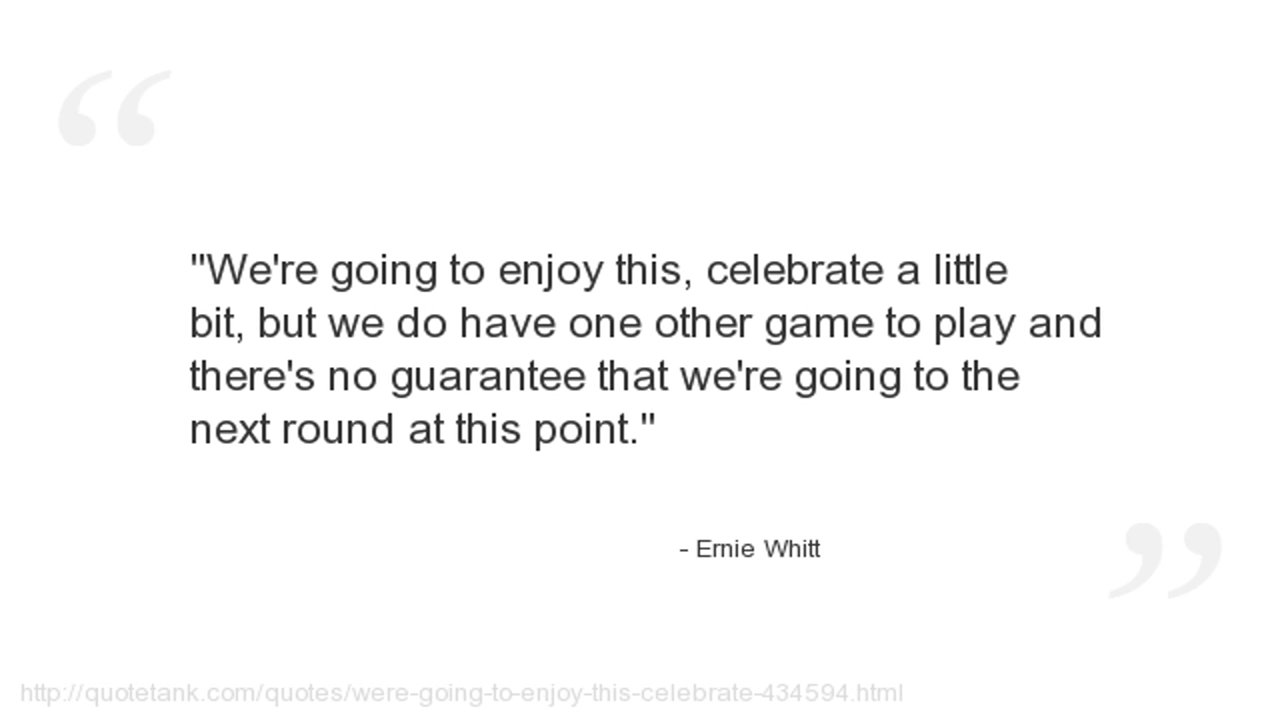 "We're going to enjoy this, celebrate a little
bit, but we do have one other game to play and
there's no guarantee that we're going to the
next round at this point."
- Ernie Whitt
http://quotetank.com/quotes/were-going-to-enjoy-this-celebrate-434594.html